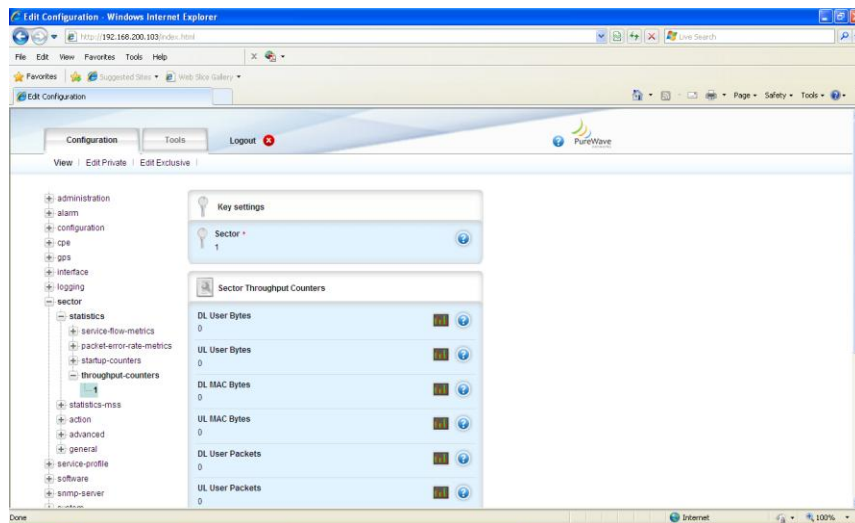 Edit Configuration - Windows Internet Explorer
http://192.168.200.103/index.html
Live Search
File Edit View Favorites Tools Help
Favorites Suggested Sites Web Slice Gallery
Edit Configuration
Page Safety Tools
Configuration Tools Logout PureWave
View Edit Private Edit Exclusive
administration
alarm
configuration
cpe
gps
interface
logging
sector
statistics
service-flow-metrics
packet-error-rate-metrics
startup-counters
throughput-counters
1
statistics-mss
action
advanced
general
service-profile
software
snmp-server
Key settings
Sector *
1
Sector Throughput Counters
DL User Bytes
0
UL User Bytes
0
DL MAC Bytes
0
UL MAC Bytes
0
DL User Packets
0
UL User Packets
0
Done Internet 100%